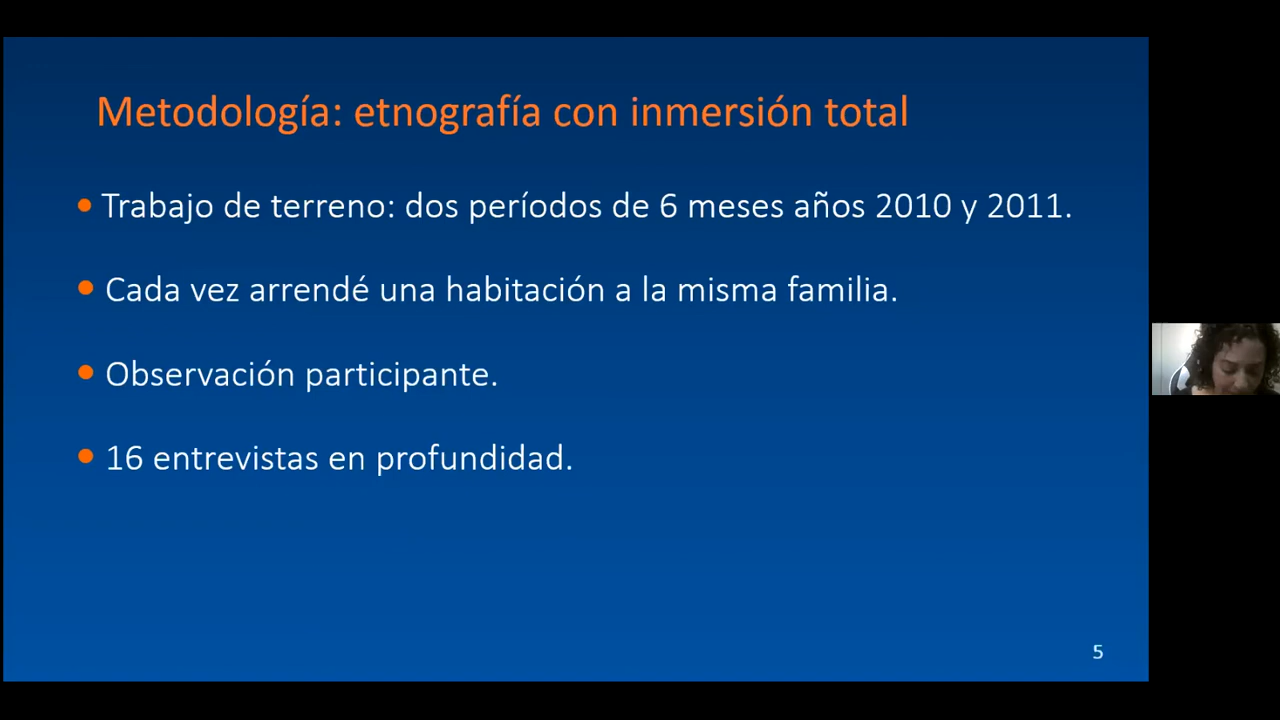 Metodología: etnografía con inmersión total
• Trabajo de terreno: dos períodos de 6 meses años 2010 y 2011.
• Cada vez arrendé una habitación a la misma familia.
• Observación participante.
• 16 entrevistas en profundidad.
5